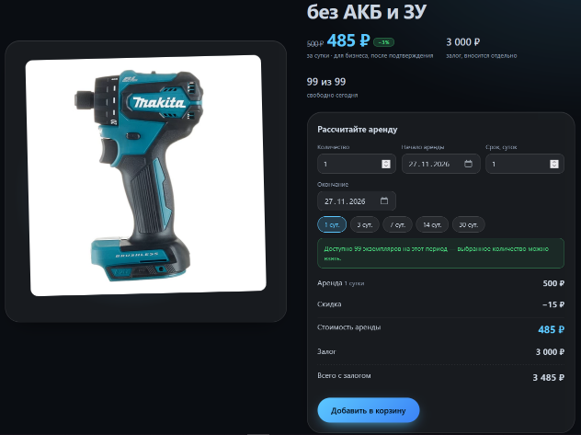 без АКБ и ЗУ
500 ₽ 485 ₽ −3%
за сутки · для бизнеса, после подтверждения
3 000 ₽
залог, вносится отдельно
99 из 99
свободно сегодня
makita
BRUSHLESS
Рассчитайте аренду
Количество Начало аренды Срок, суток
1 27.11.2026 1
Окончание
27.11.2026
1 сут. 3 сут. 7 сут. 14 сут. 30 сут.
Доступно 99 экземпляров на этот период — выбранное количество можно
взять.
Аренда 1 сутки 500 ₽
Скидка −15 ₽
Стоимость аренды 485 ₽
Залог 3 000 ₽
Всего с залогом 3 485 ₽
Добавить в корзину